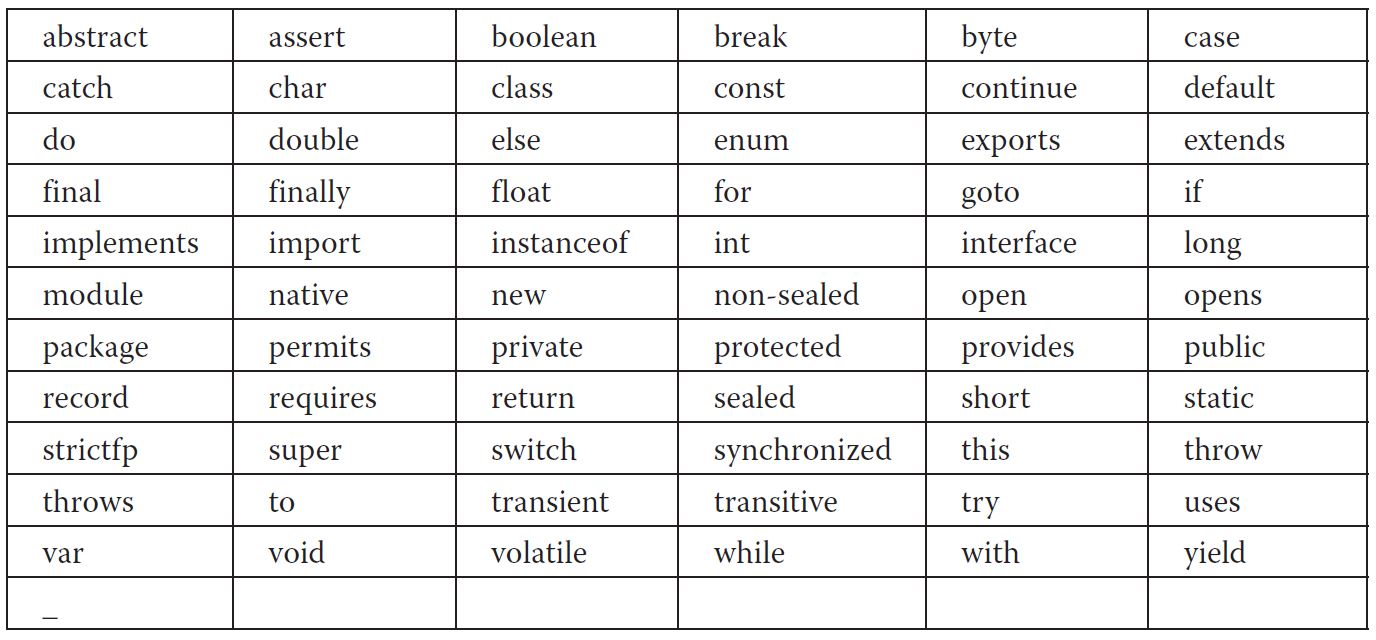 abstract assert boolean break byte case
catch char class const continue default
do double else enum exports extends
final finally float for goto if
implements import instanceof int interface long
module native new non-sealed open opens
package permits private protected provides public
record requires return sealed short static
strictfp super switch synchronized this throw
throws to transient transitive try uses
var void volatile while with yield
_